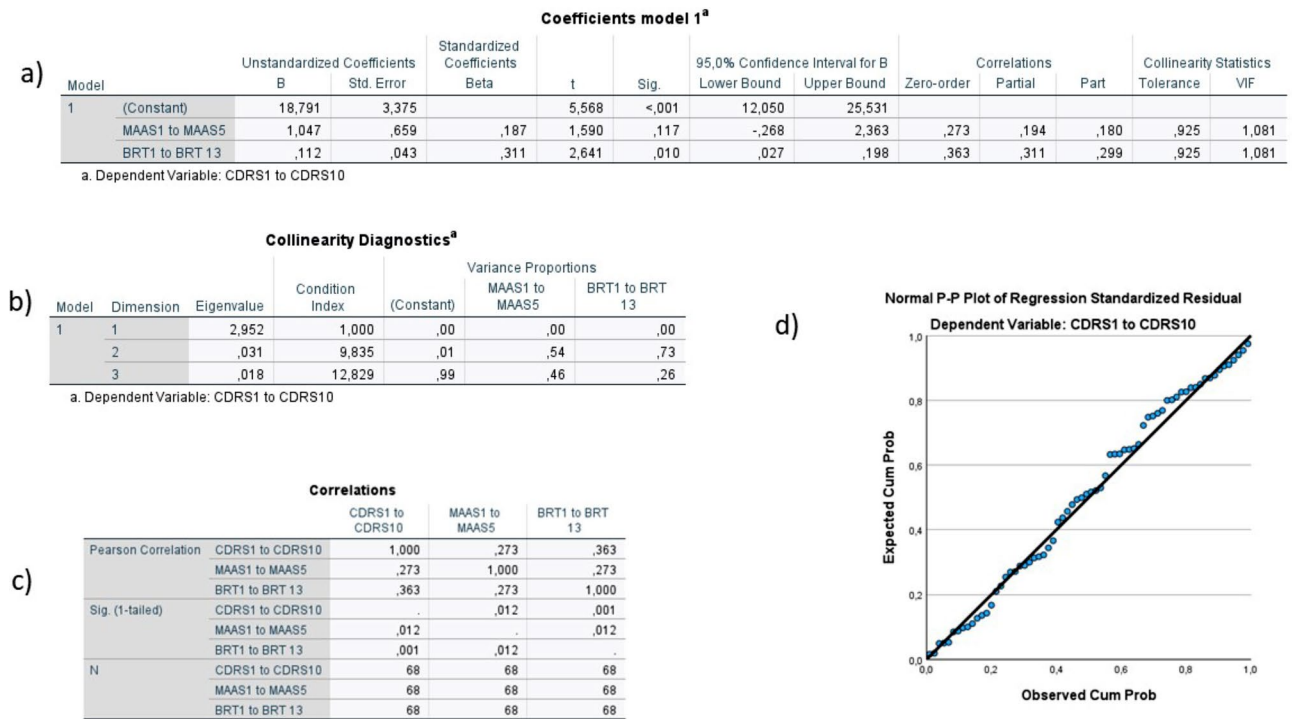 Coefficients model 1a
a)
Unstandardized Coefficients Standardized Coefficients 95,0% Confidence Interval for B Correlations Collinearity Statistics
Model B Std. Error Beta t Sig. Lower Bound Upper Bound Zero-order Partial Part Tolerance VIF
1 (Constant) 18,791 3,375 5,568 <,001 12,050 25,531
MAAS1 to MAAS5 1,047 ,659 ,187 1,590 ,117 -,268 2,363 ,273 ,194 ,180 ,925 1,081
BRT1 to BRT 13 ,112 ,043 ,311 2,641 ,010 ,027 ,198 ,363 ,311 ,299 ,925 1,081
a. Dependent Variable: CDRS1 to CDRS10
Collinearity Diagnosticsa
b)
Variance Proportions
Model Dimension Eigenvalue Condition Index (Constant) MAAS1 to MAAS5 BRT1 to BRT 13
1 1 2,952 1,000 ,00 ,00 ,00
2 ,031 9,835 ,01 ,54 ,73
3 ,018 12,829 ,99 ,46 ,26
a. Dependent Variable: CDRS1 to CDRS10
Correlations
c)
CDRS1 to CDRS10 MAAS1 to MAAS5 BRT1 to BRT 13
Pearson Correlation CDRS1 to CDRS10 1,000 ,273 ,363
MAAS1 to MAAS5 ,273 1,000 ,273
BRT1 to BRT 13 ,363 ,273 1,000
Sig. (1-tailed) CDRS1 to CDRS10 . ,012 ,001
MAAS1 to MAAS5 ,012 . ,012
BRT1 to BRT 13 ,001 ,012 .
N CDRS1 to CDRS10 68 68 68
MAAS1 to MAAS5 68 68 68
BRT1 to BRT 13 68 68 68
d)
Normal P-P Plot of Regression Standardized Residual
Dependent Variable: CDRS1 to CDRS10
Expected Cum Prob
1,0
0,8
0,6
0,4
0,2
0,0
0,0 0,2 0,4 0,6 0,8 1,0
Observed Cum Prob